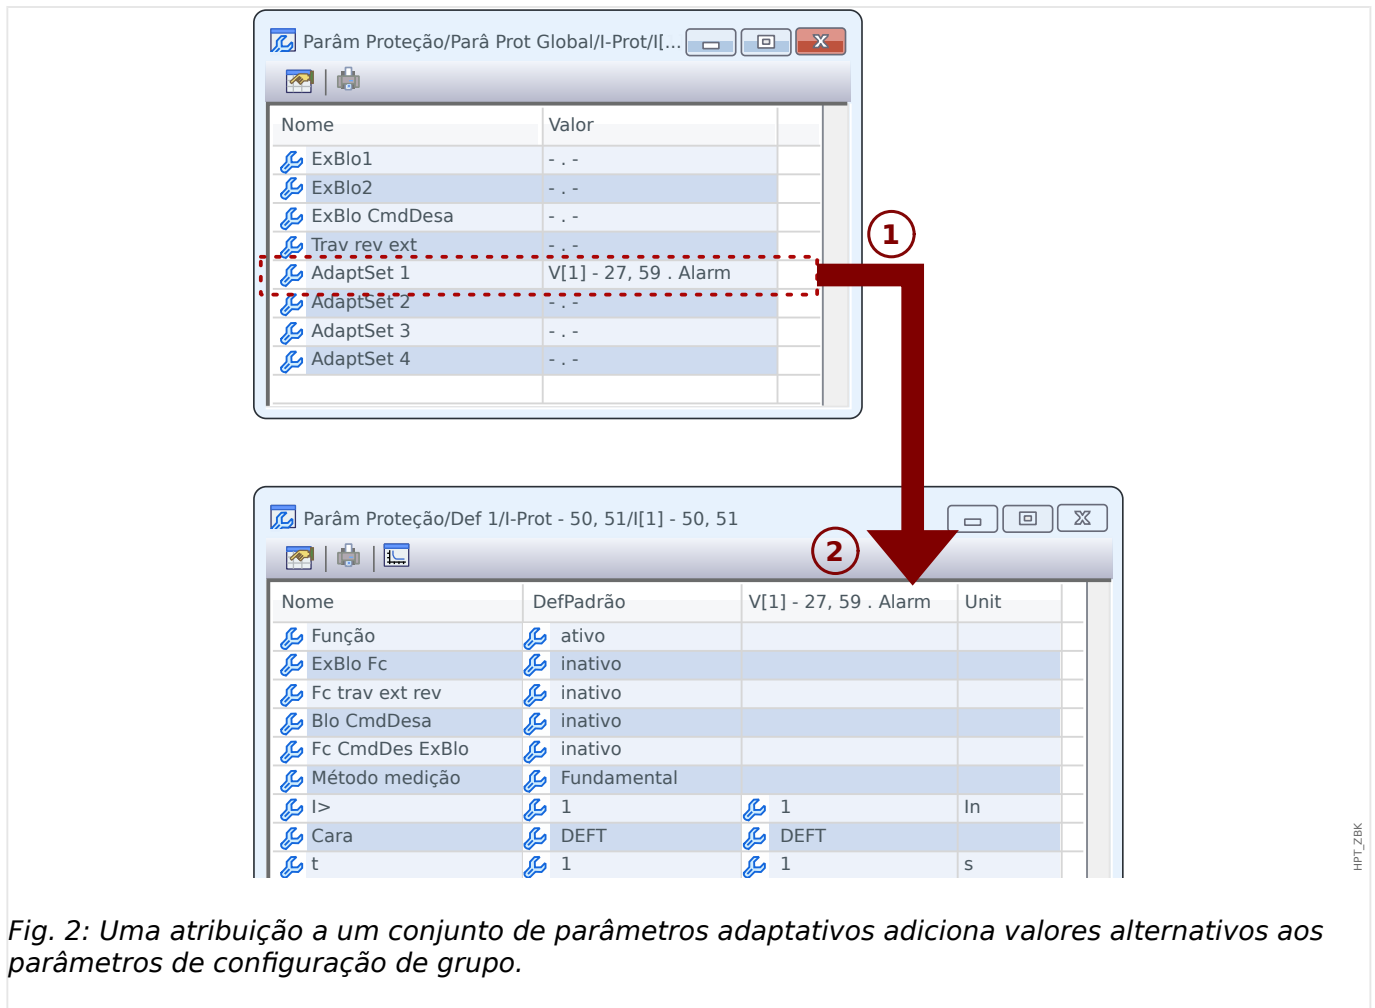 Parâm Proteção/Parâ Prot Global/I-Prot/I[...
Nome Valor
ExBlo1 - . -
ExBlo2 - . -
ExBlo CmdDesa - . -
Trav rev ext - . -
AdaptSet 1 V[1] - 27, 59 . Alarm
AdaptSet 2 - . -
AdaptSet 3 - . -
AdaptSet 4 - . -
1
Parâm Proteção/Def 1/I-Prot - 50, 51/I[1] - 50, 51
2
Nome DefPadrão V[1] - 27, 59 . Alarm Unit
Função ativo
ExBlo Fc inativo
Fc trav ext rev inativo
Blo CmdDesa inativo
Fc CmdDes ExBlo inativo
Método medição Fundamental
I> 1 1 In
Cara DEFT DEFT
t 1 1 s
HPT_ZBK
Fig. 2: Uma atribuição a um conjunto de parâmetros adaptativos adiciona valores alternativos aos
parâmetros de configuração de grupo.